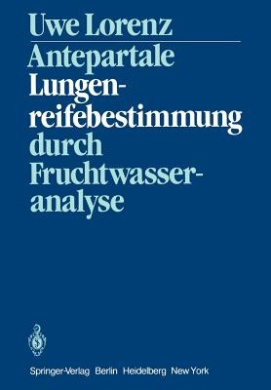 Uwe Lorenz
Antepartale
Lungen-
reifebestimmung
durch
Fruchtwasser-
analyse
Springer-Verlag Berlin Heidelberg New York